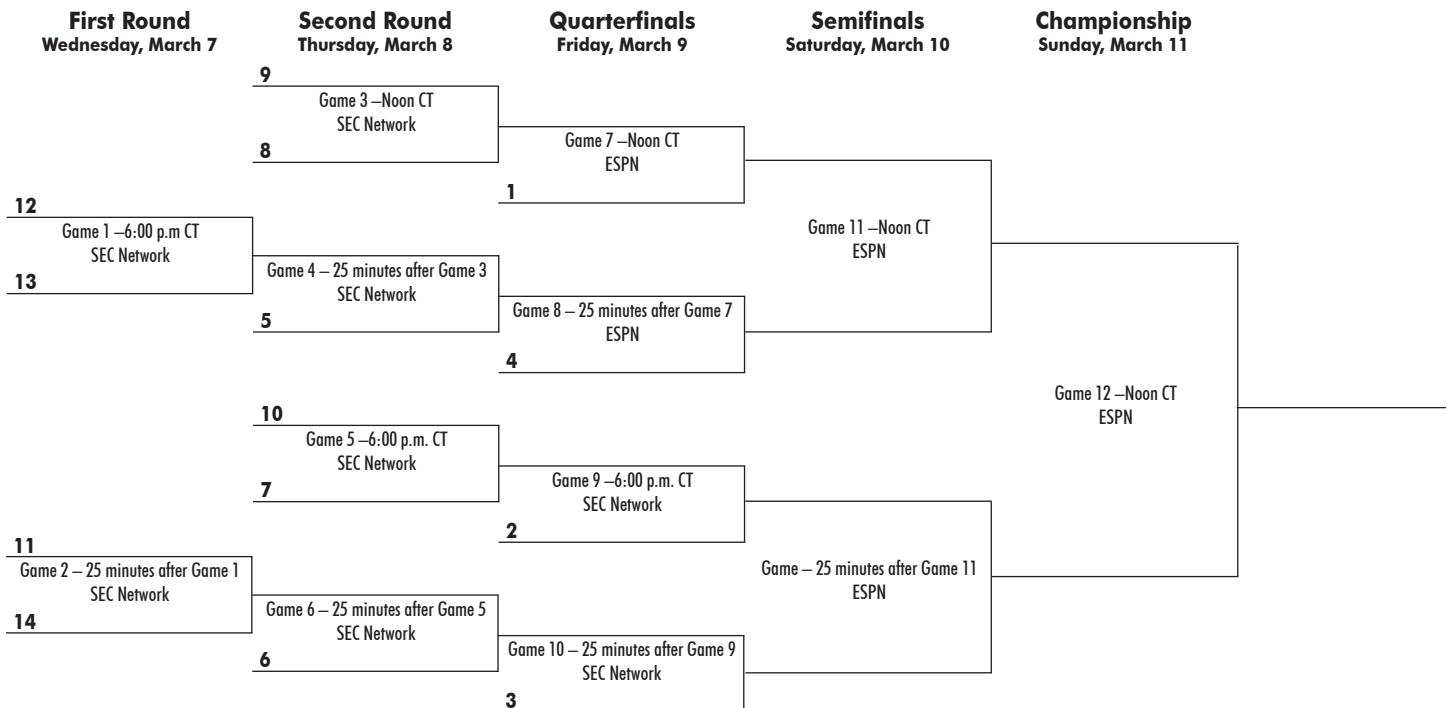 First Round
Wednesday, March 7
Second Round
Thursday, March 8
Quarterfinals
Friday, March 9
Semifinals
Saturday, March 10
Championship
Sunday, March 11
12
Game 1 –6:00 p.m CT
SEC Network
13
11
Game 2 – 25 minutes after Game 1
SEC Network
14
9
Game 3 –Noon CT
SEC Network
8
Game 4 – 25 minutes after Game 3
SEC Network
5
10
Game 5 –6:00 p.m. CT
SEC Network
7
Game 6 – 25 minutes after Game 5
SEC Network
6
Game 7 –Noon CT
ESPN
1
Game 8 – 25 minutes after Game 7
ESPN
4
Game 9 –6:00 p.m. CT
SEC Network
2
Game 10 – 25 minutes after Game 9
SEC Network
3
Game 11 –Noon CT
ESPN
Game – 25 minutes after Game 11
ESPN
Game 12 –Noon CT
ESPN